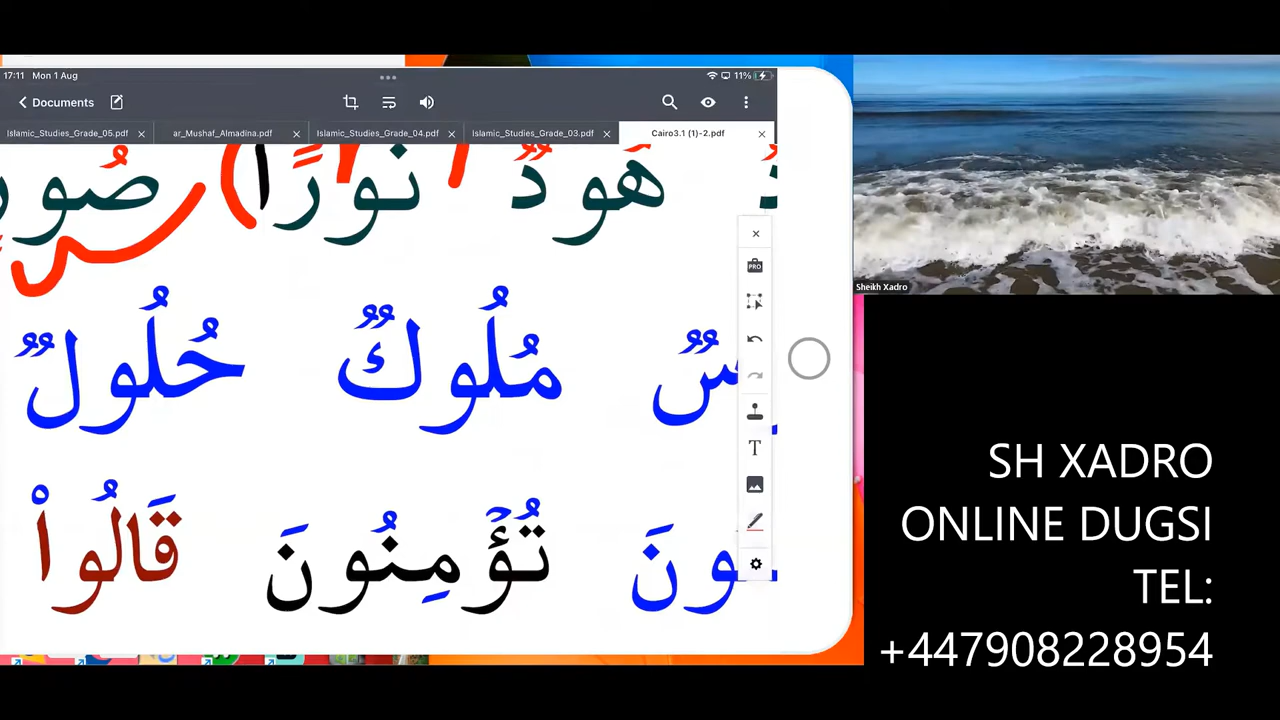 17:11 Mon 1 Aug
11%
Documents
Islamic_Studies_Grade_05.pdf
ar_Mushaf_Almadina.pdf
Islamic_Studies_Grade_04.pdf
Islamic_Studies_Grade_03.pdf
Cairo3.1 (1)-2.pdf
هُودٌ نُورًا
مُلُوكٌ حُلُولٌ
تُؤْمِنُونَ قَالُواْ
PRO
T
Sheikh Xadro
SH XADRO
ONLINE DUGSI
TEL:
+447908228954